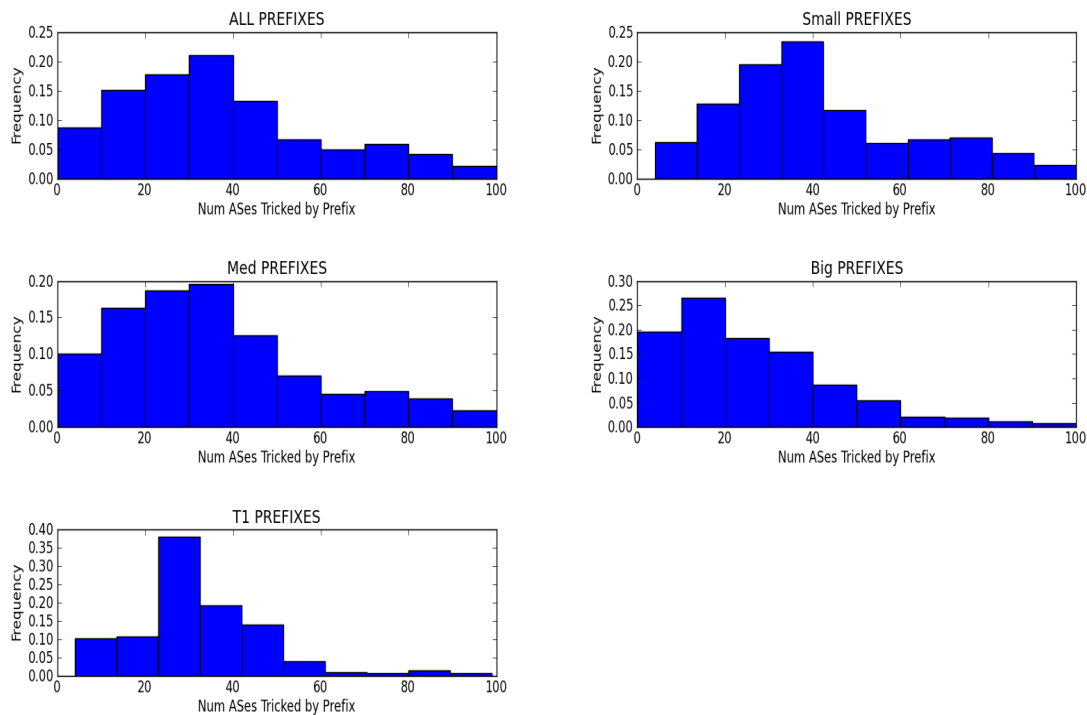 ALL PREFIXES
0.25
0.20
0.15
0.10
0.05
0.00
Frequency
0 20 40 60 80 100
Num ASes Tricked by Prefix
Small PREFIXES
0.25
0.20
0.15
0.10
0.05
0.00
Frequency
0 20 40 60 80 100
Num ASes Tricked by Prefix
Med PREFIXES
0.20
0.15
0.10
0.05
0.00
Frequency
0 20 40 60 80 100
Num ASes Tricked by Prefix
Big PREFIXES
0.30
0.25
0.20
0.15
0.10
0.05
0.00
Frequency
0 20 40 60 80 100
Num ASes Tricked by Prefix
T1 PREFIXES
0.40
0.35
0.30
0.25
0.20
0.15
0.10
0.05
0.00
Frequency
0 20 40 60 80 100
Num ASes Tricked by Prefix